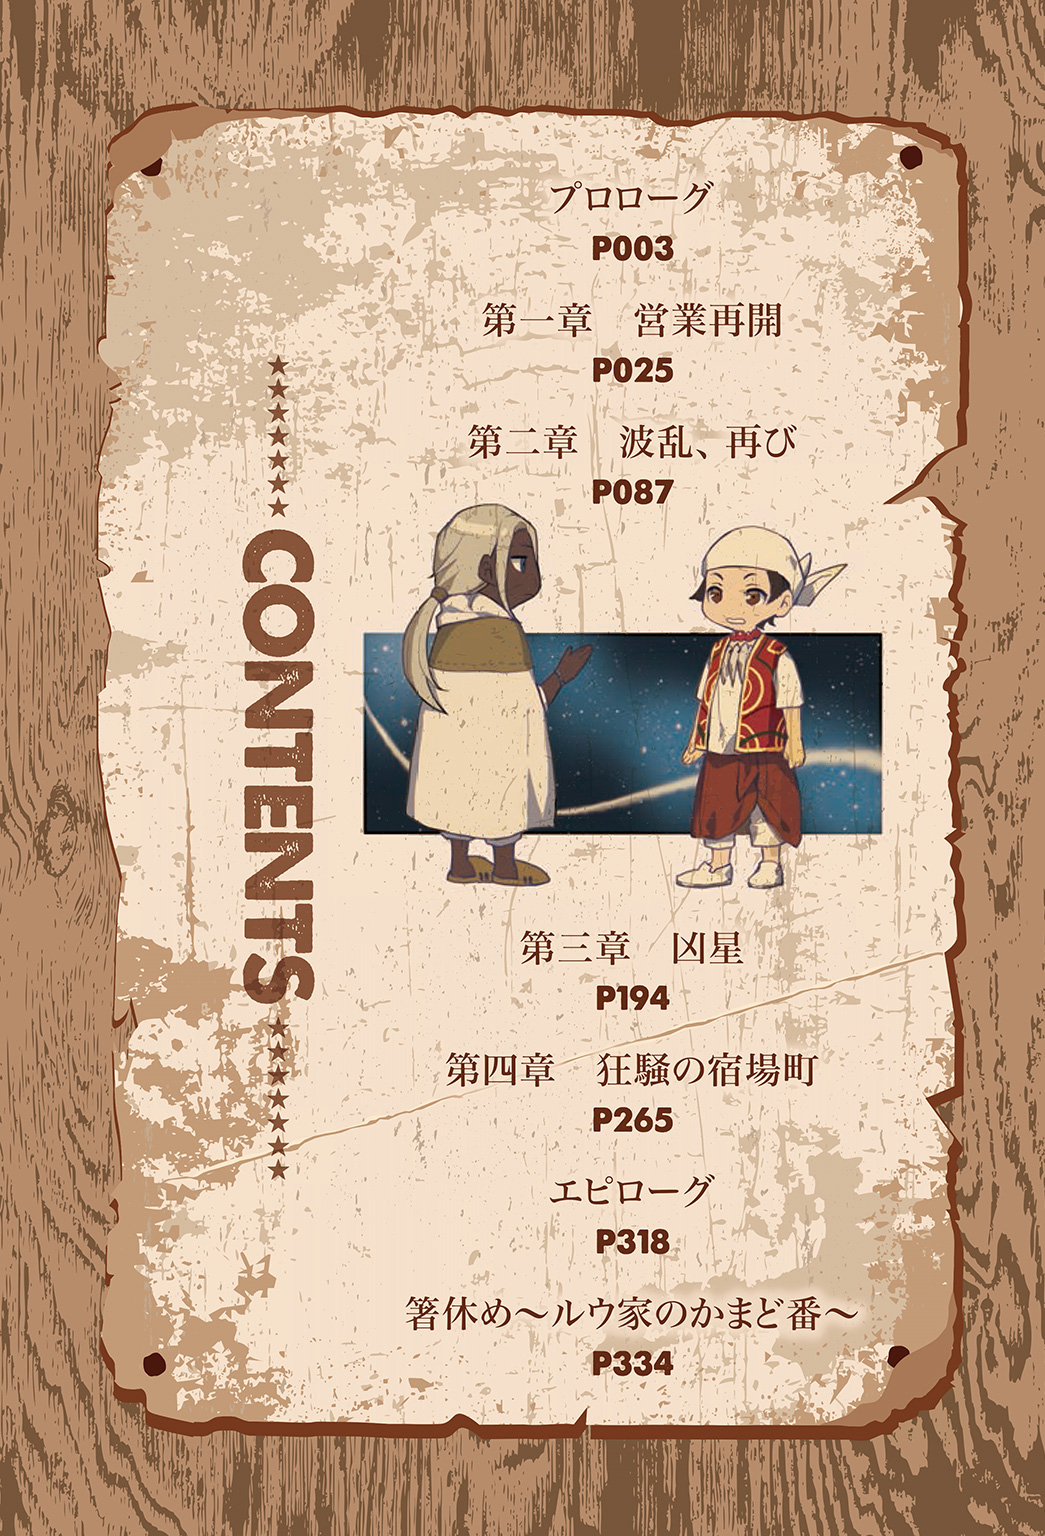 ★★★★★★★ CONTENTS ★★★★★★★
プロローグ
P003
第一章　営業再開
P025
第二章　波乱、再び
P087
第三章　凶星
P194
第四章　狂騒の宿場町
P265
エピローグ
P318
箸休め～ルウ家のかまど番～
P334